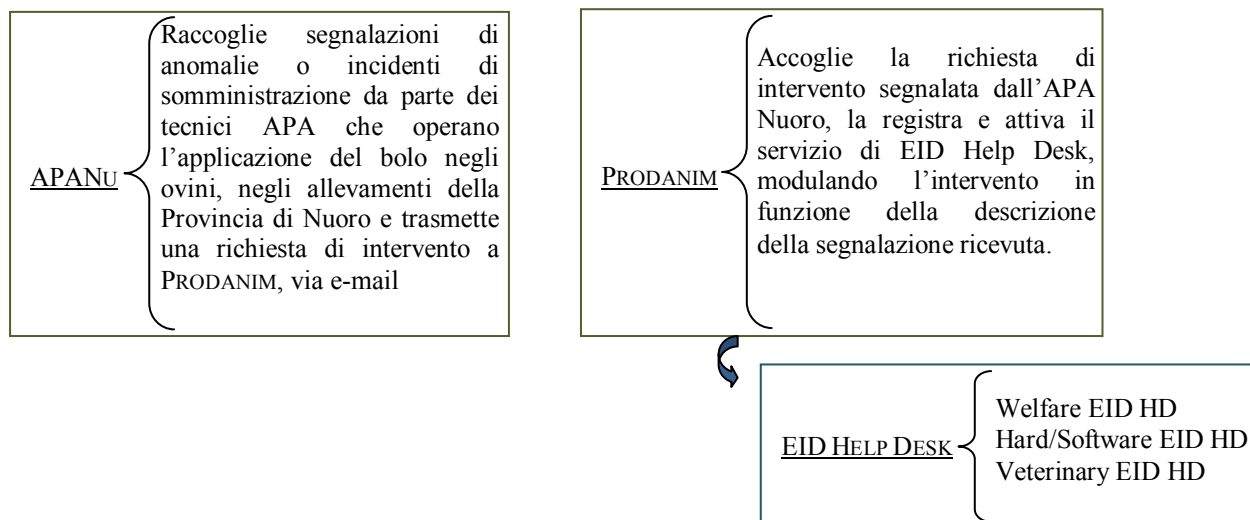 APANU
Raccoglie segnalazioni di
anomalie o incidenti di
somministrazione da parte dei
tecnici APA che operano
l’applicazione del bolo negli
ovini, negli allevamenti della
Provincia di Nuoro e trasmette
una richiesta di intervento a
PRODANIM, via e-mail
PRODANIM
Accoglie la richiesta di
intervento segnalata dall’APA
Nuoro, la registra e attiva il
servizio di EID Help Desk,
modulando l’intervento in
funzione della descrizione
della segnalazione ricevuta.
EID HELP DESK
Welfare EID HD
Hard/Software EID HD
Veterinary EID HD